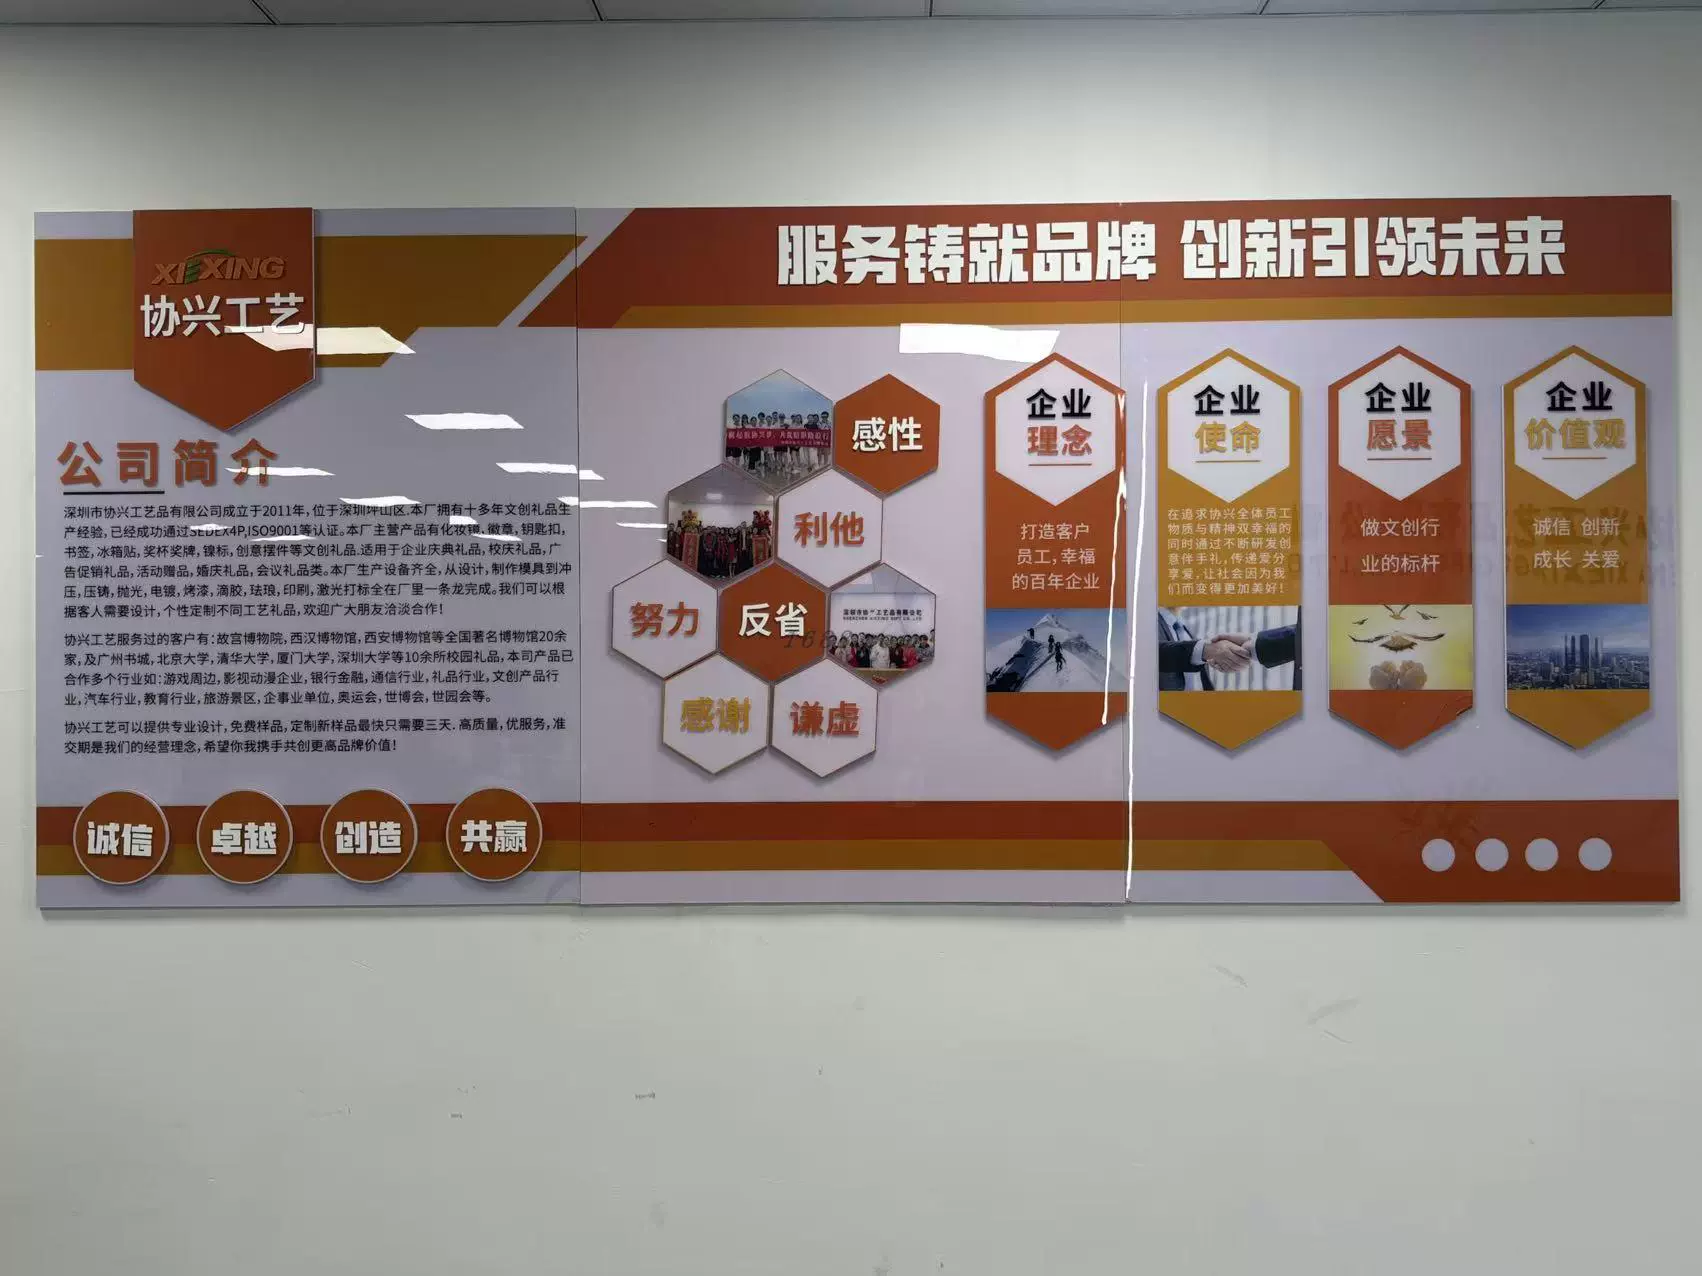 XIEXING
协兴工艺
服务铸就品牌 创新引领未来
公司简介
深圳市协兴工艺品有限公司成立于2011年,位于深圳坪山区.本厂拥有十多年文创礼品生
产经验,已经成功通过SEDEX4P,ISO9001等认证。本厂主营产品有化妆镜,徽章,钥匙扣,
书签,冰箱贴,奖杯奖牌,镍标,创意摆件等文创礼品.适用于企业庆典礼品,校庆礼品,广
告促销礼品,活动赠品,婚庆礼品,会议礼品类。本厂生产设备齐全,从设计,制作模具到冲
压,压铸,抛光,电镀,烤漆,滴胶,珐琅,印刷,激光打标全在厂里一条龙完成。我们可以根
据客人需要设计,个性定制不同工艺礼品,欢迎广大朋友洽淡合作!
协兴工艺服务过的客户有:故宫博物院,西汉博物馆,西安博物馆等全国著名博物馆20余
家,及广州书城,北京大学,清华大学,厦门大学,深圳大学等10余所校园礼品,本司产品已
合作多个行业如:游戏周边,影视动漫企业,银行金融,通信行业,礼品行业,文创产品行
业,汽车行业,教育行业,旅游景区,企事业单位,奥运会,世博会,世园会等。
协兴工艺可以提供专业设计,免费样品,定制新样品最快只需要三天.高质量,优服务,准
交期是我们的经营理念,希望你我携手共创更高品牌价值!
诚信
卓越
创造
共赢
感性
利他
努力
反省
深圳市协兴工艺品有限公司
感谢
谦虚
企业
理念
打造客户
员工,幸福
的百年企业
企业
使命
在追求协兴全体员工
物质与精神双幸福的
同时通过不断研发创
意伴手礼,传递爱分
享爱,让社会因为我
们而变得更加美好!
企业
愿景
做文创行
业的标杆
企业
价值观
诚信 创新
成长 关爱